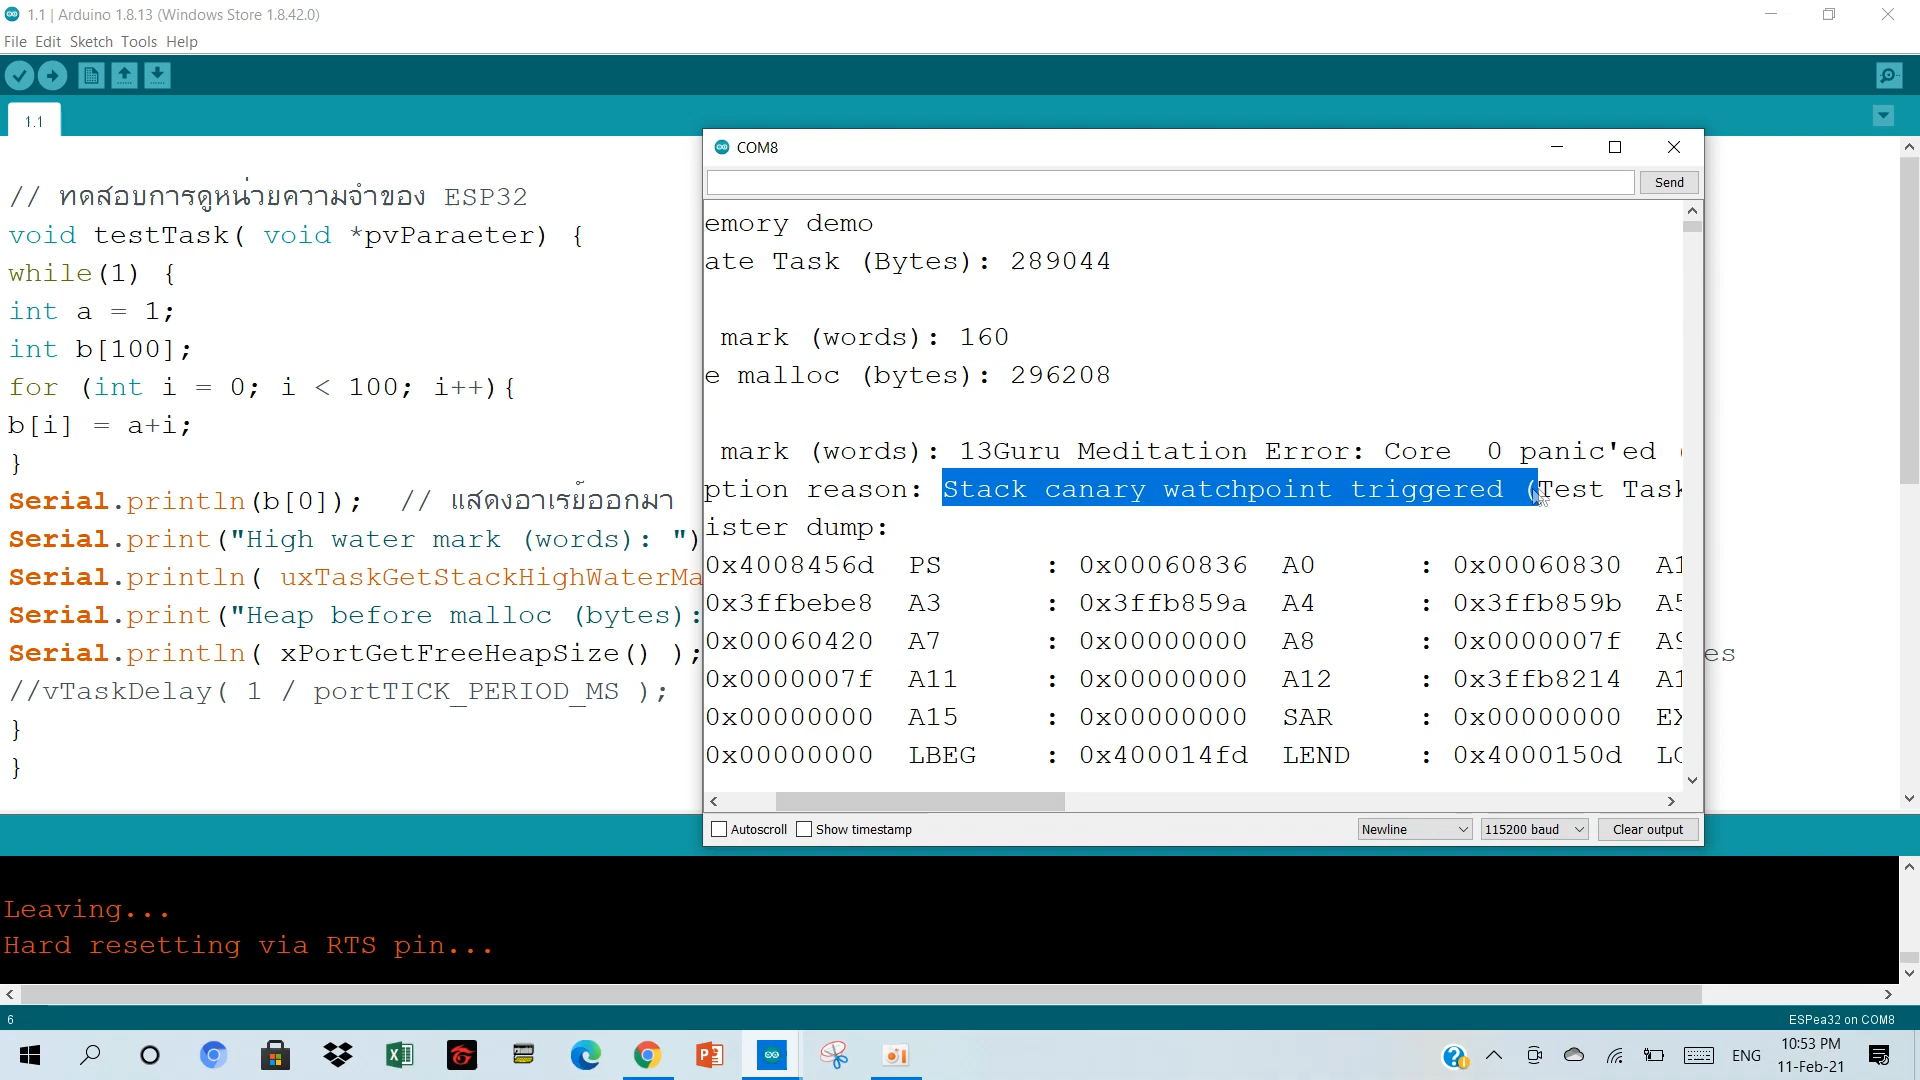 1.1 | Arduino 1.8.13 (Windows Store 1.8.42.0)
File Edit Sketch Tools Help
1.1
// ทดสอบการดูหน่วยความจำของ ESP32
void testTask( void *pvParaeter) {
while(1) {
int a = 1;
int b[100];
for (int i = 0; i < 100; i++){
b[i] = a+i;
}
Serial.println(b[0]); // แสดงอาเรย์ออกมา
Serial.print("High water mark (words): ")
Serial.println( uxTaskGetStackHighWaterMa
Serial.print("Heap before malloc (bytes):
Serial.println( xPortGetFreeHeapSize() );
es
//vTaskDelay( 1 / portTICK_PERIOD_MS );
}
}
COM8
Send
emory demo
ate Task (Bytes): 289044
mark (words): 160
e malloc (bytes): 296208
mark (words): 13Guru Meditation Error: Core 0 panic'ed (
ption reason: Stack canary watchpoint triggered (Test Task
ister dump:
0x4008456d PS : 0x00060836 A0 : 0x00060830 A1
0x3ffbebe8 A3 : 0x3ffb859a A4 : 0x3ffb859b A5
0x00060420 A7 : 0x00000000 A8 : 0x0000007f A9
0x0000007f A11 : 0x00000000 A12 : 0x3ffb8214 A1
0x00000000 A15 : 0x00000000 SAR : 0x00000000 EX
0x00000000 LBEG : 0x400014fd LEND : 0x4000150d LC
Autoscroll Show timestamp Newline 115200 baud Clear output
Leaving...
Hard resetting via RTS pin...
6
ESPea32 on COM8
ENG
10:53 PM
11-Feb-21